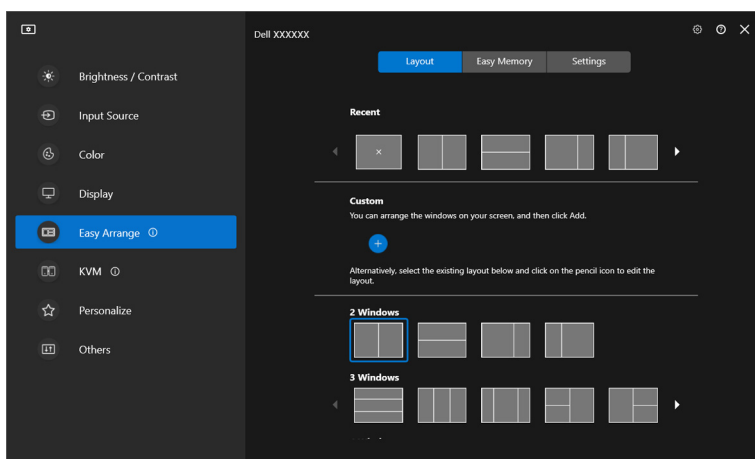 Dell XXXXXX
Brightness / Contrast
Input Source
Color
Display
Easy Arrange
KVM
Personalize
Others
Layout
Easy Memory
Settings
Recent
Custom
You can arrange the windows on your screen, and then click Add.
Alternatively, select the existing layout below and click on the pencil icon to edit the
layout.
2 Windows
3 Windows